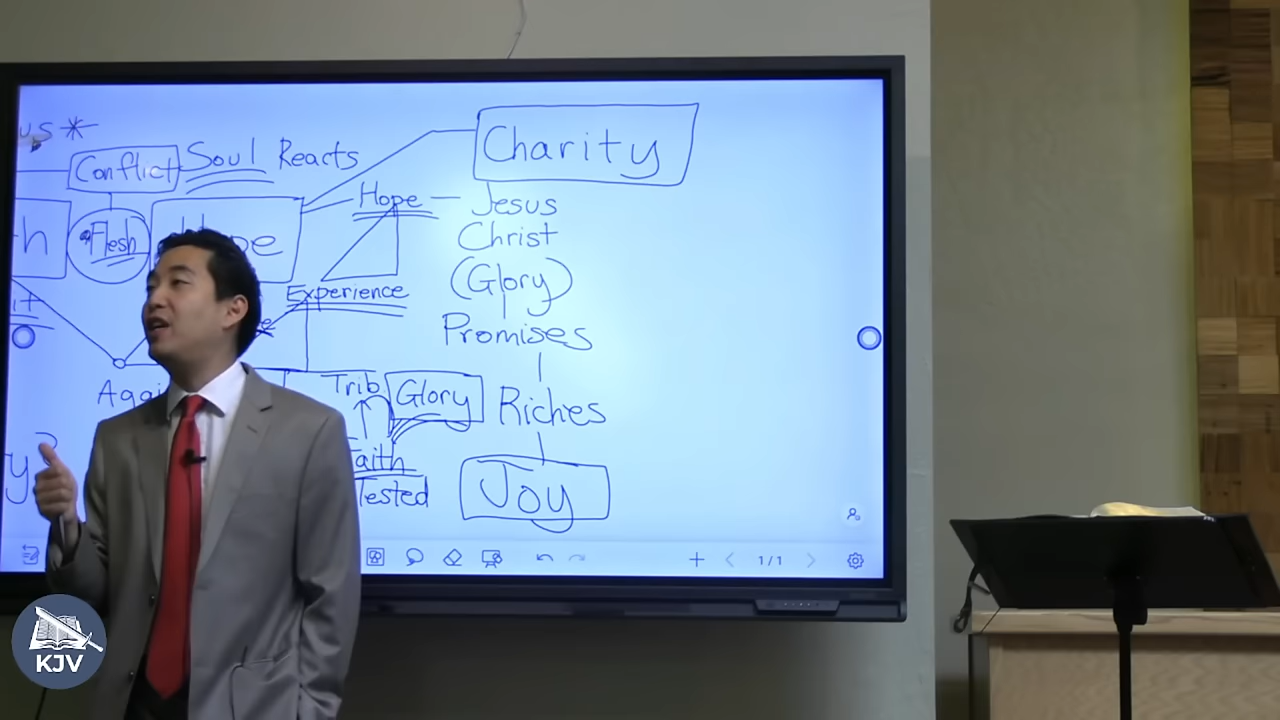 us *
Conflict Soul Reacts
Charity
Hope
Jesus
Christ
Flesh
(Glory)
Experience
Promises
Trib
Glory
Riches
Faith
Tested
Joy
1/1
KJV